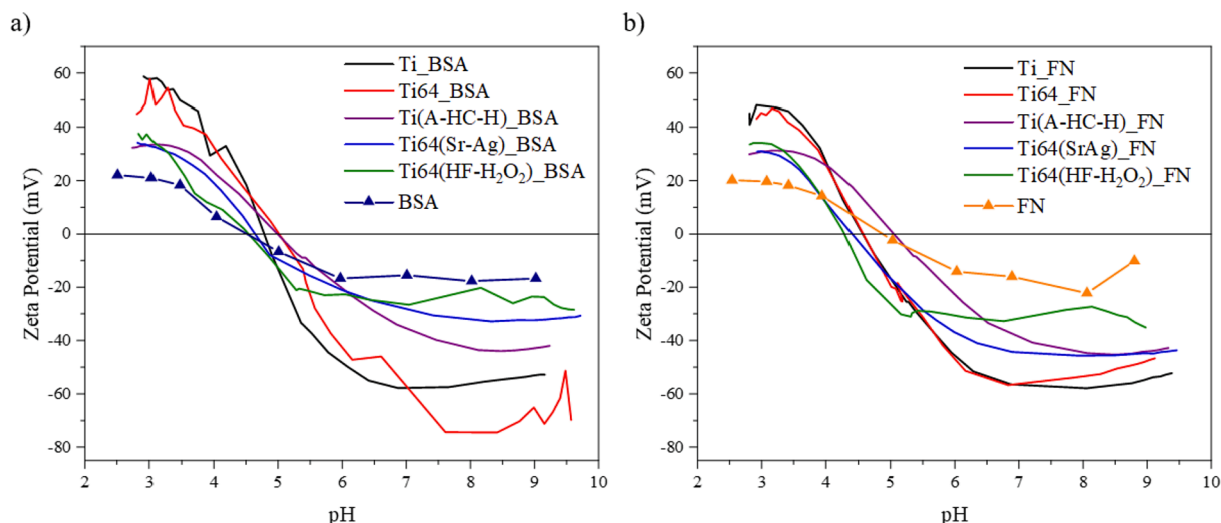 a)
60
40
20
0
-20
-40
-60
-80
Zeta Potential (mV)
2 3 4 5 6 7 8 9 10
pH
Ti_BSA
Ti64_BSA
Ti(A-HC-H)_BSA
Ti64(Sr-Ag)_BSA
Ti64(HF-H₂O₂)_BSA
BSA
b)
60
40
20
0
-20
-40
-60
-80
Zeta Potential (mV)
2 3 4 5 6 7 8 9 10
pH
Ti_FN
Ti64_FN
Ti(A-HC-H)_FN
Ti64(SrAg)_FN
Ti64(HF-H₂O₂)_FN
FN